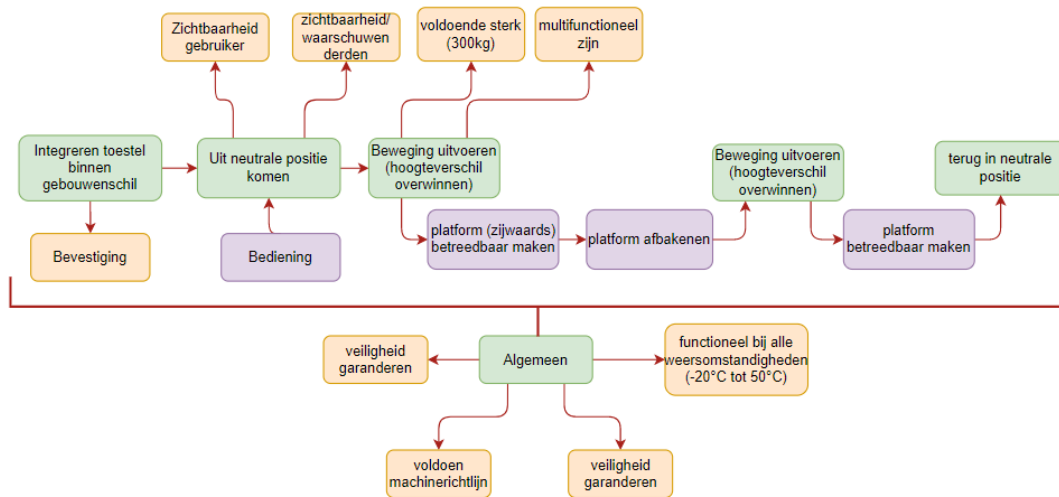 Zichtbaarheid
gebruiker
zichtbaarheid/
waarschuwen
derden
voldoende sterk
(300kg)
multifunctioneel
zijn
Integreren toestel
binnen
gebouwenschil
Uit neutrale positie
komen
Beweging uitvoeren
(hoogteverschil
overwinnen)
Beweging uitvoeren
(hoogteverschil
overwinnen)
terug in neutrale
positie
Bevestiging
Bediening
platform (zijwaards)
betreedbaar maken
platform afbakenen
platform
betreedbaar maken
veiligheid
garanderen
Algemeen
functioneel bij alle
weersomstandigheden
(-20°C tot 50°C)
voldoen
machinerichtlijn
veiligheid
garanderen